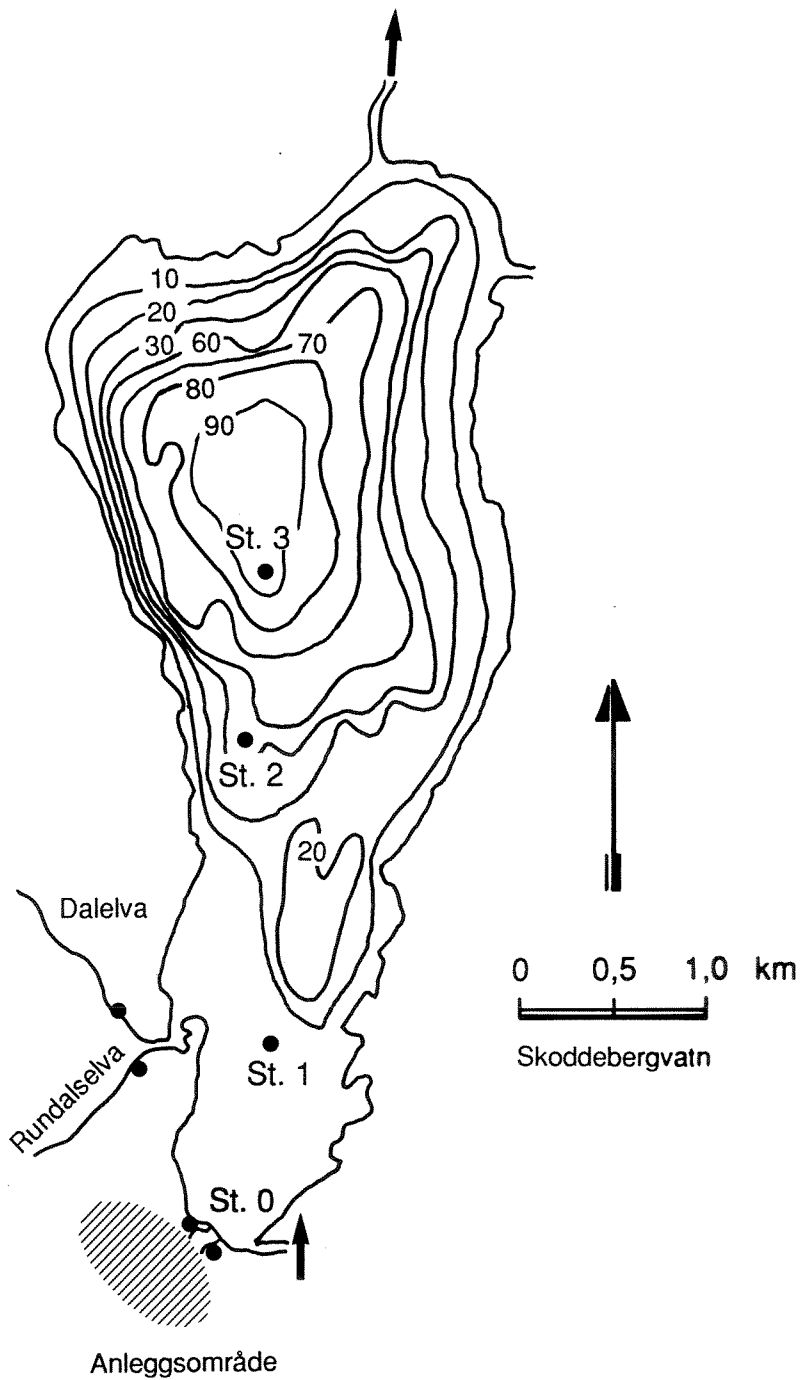 10
20
30 60 70
80
90
St. 3
St. 2
20
Dalelva
0 0,5 1,0 km
Skoddebergvatn
St. 1
Rundalselva
St. 0
Anleggsområde